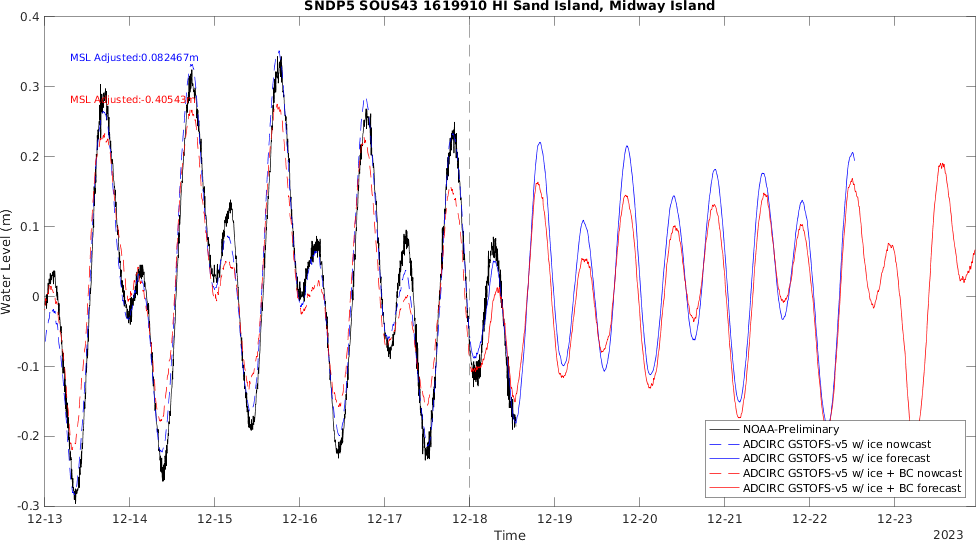 SNDP5 SOUS43 1619910 HI Sand Island, Midway Island
0.4
MSL Adjusted:0.082467m
0.3
MSL Adjusted:-0.40543m
0.2
0.1
Water Level (m)
0
-0.1
-0.2
-0.3
NOAA-Preliminary
ADCIRC GSTOFS-v5 w/ ice nowcast
ADCIRC GSTOFS-v5 w/ ice forecast
ADCIRC GSTOFS-v5 w/ice + BC nowcast
ADCIRC GSTOFS-v5 w/ice + BC forecast
12-13 12-14 12-15 12-16 12-17 12-18 12-19 12-20 12-21 12-22 12-23
Time
2023